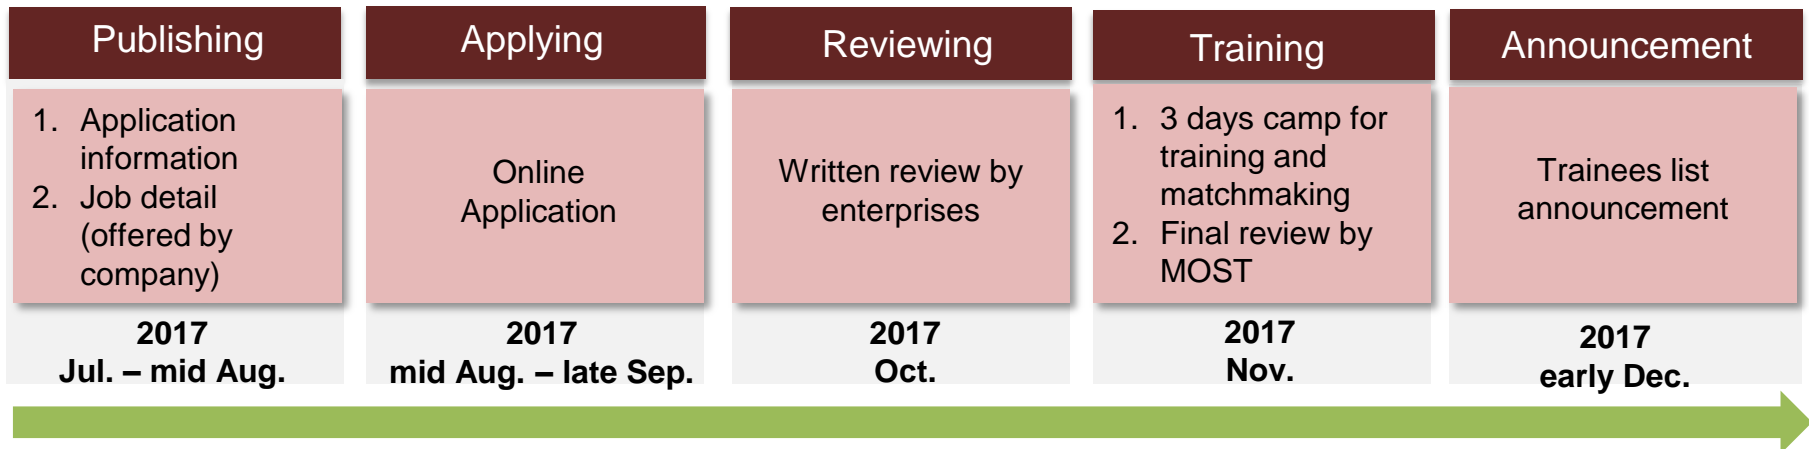 Publishing
1. Application
information
2. Job detail
(offered by
company)
2017
Jul. – mid Aug.
Applying
Online
Application
2017
mid Aug. – late Sep.
Reviewing
Written review by
enterprises
2017
Oct.
Training
1. 3 days camp for
training and
matchmaking
2. Final review by
MOST
2017
Nov.
Announcement
Trainees list
announcement
2017
early Dec.